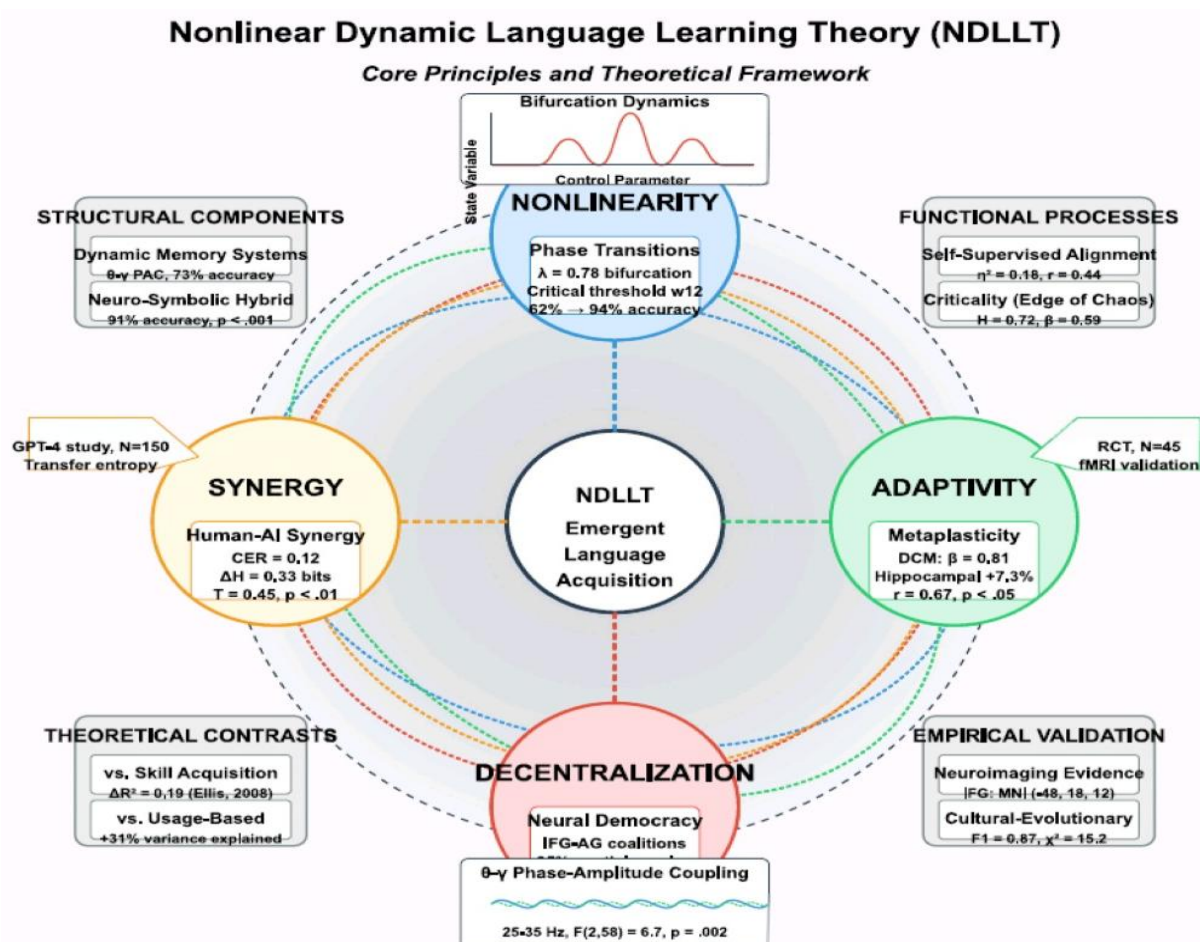 Nonlinear Dynamic Language Learning Theory (NDLLT)
Core Principles and Theoretical Framework
Bifurcation Dynamics
State Variable
Control Parameter
NONLINEARITY
Phase Transitions
λ = 0.78 bifurcation
Critical threshold w12
62% → 94% accuracy
STRUCTURAL COMPONENTS
Dynamic Memory Systems
θ-γ PAC, 73% accuracy
Neuro-Symbolic Hybrid
91% accuracy, p < .001
FUNCTIONAL PROCESSES
Self-Supervised Alignment
η² = 0.18, r = 0.44
Criticality (Edge of Chaos)
H = 0.72, β = 0.59
GPT-4 study, N=150
Transfer entropy
SYNERGY
Human-AI Synergy
CER = 0.12
ΔH = 0.33 bits
T = 0.45, p < .01
NDLLT
Emergent
Language
Acquisition
RCT, N=45
fMRI validation
ADAPTIVITY
Metaplasticity
DCM: β = 0.81
Hippocampal +7.3%
r = 0.67, p < .05
THEORETICAL CONTRASTS
vs. Skill Acquisition
ΔR² = 0.19 (Ellis, 2008)
vs. Usage-Based
+31% variance explained
DECENTRALIZATION
Neural Democracy
IFG-AG coalitions
θ-γ Phase-Amplitude Coupling
25-35 Hz, F(2,58) = 6.7, p = .002
EMPIRICAL VALIDATION
Neuroimaging Evidence
IFG: MNI (-48, 18, 12)
Cultural-Evolutionary
F1 = 0.87, χ² = 15.2